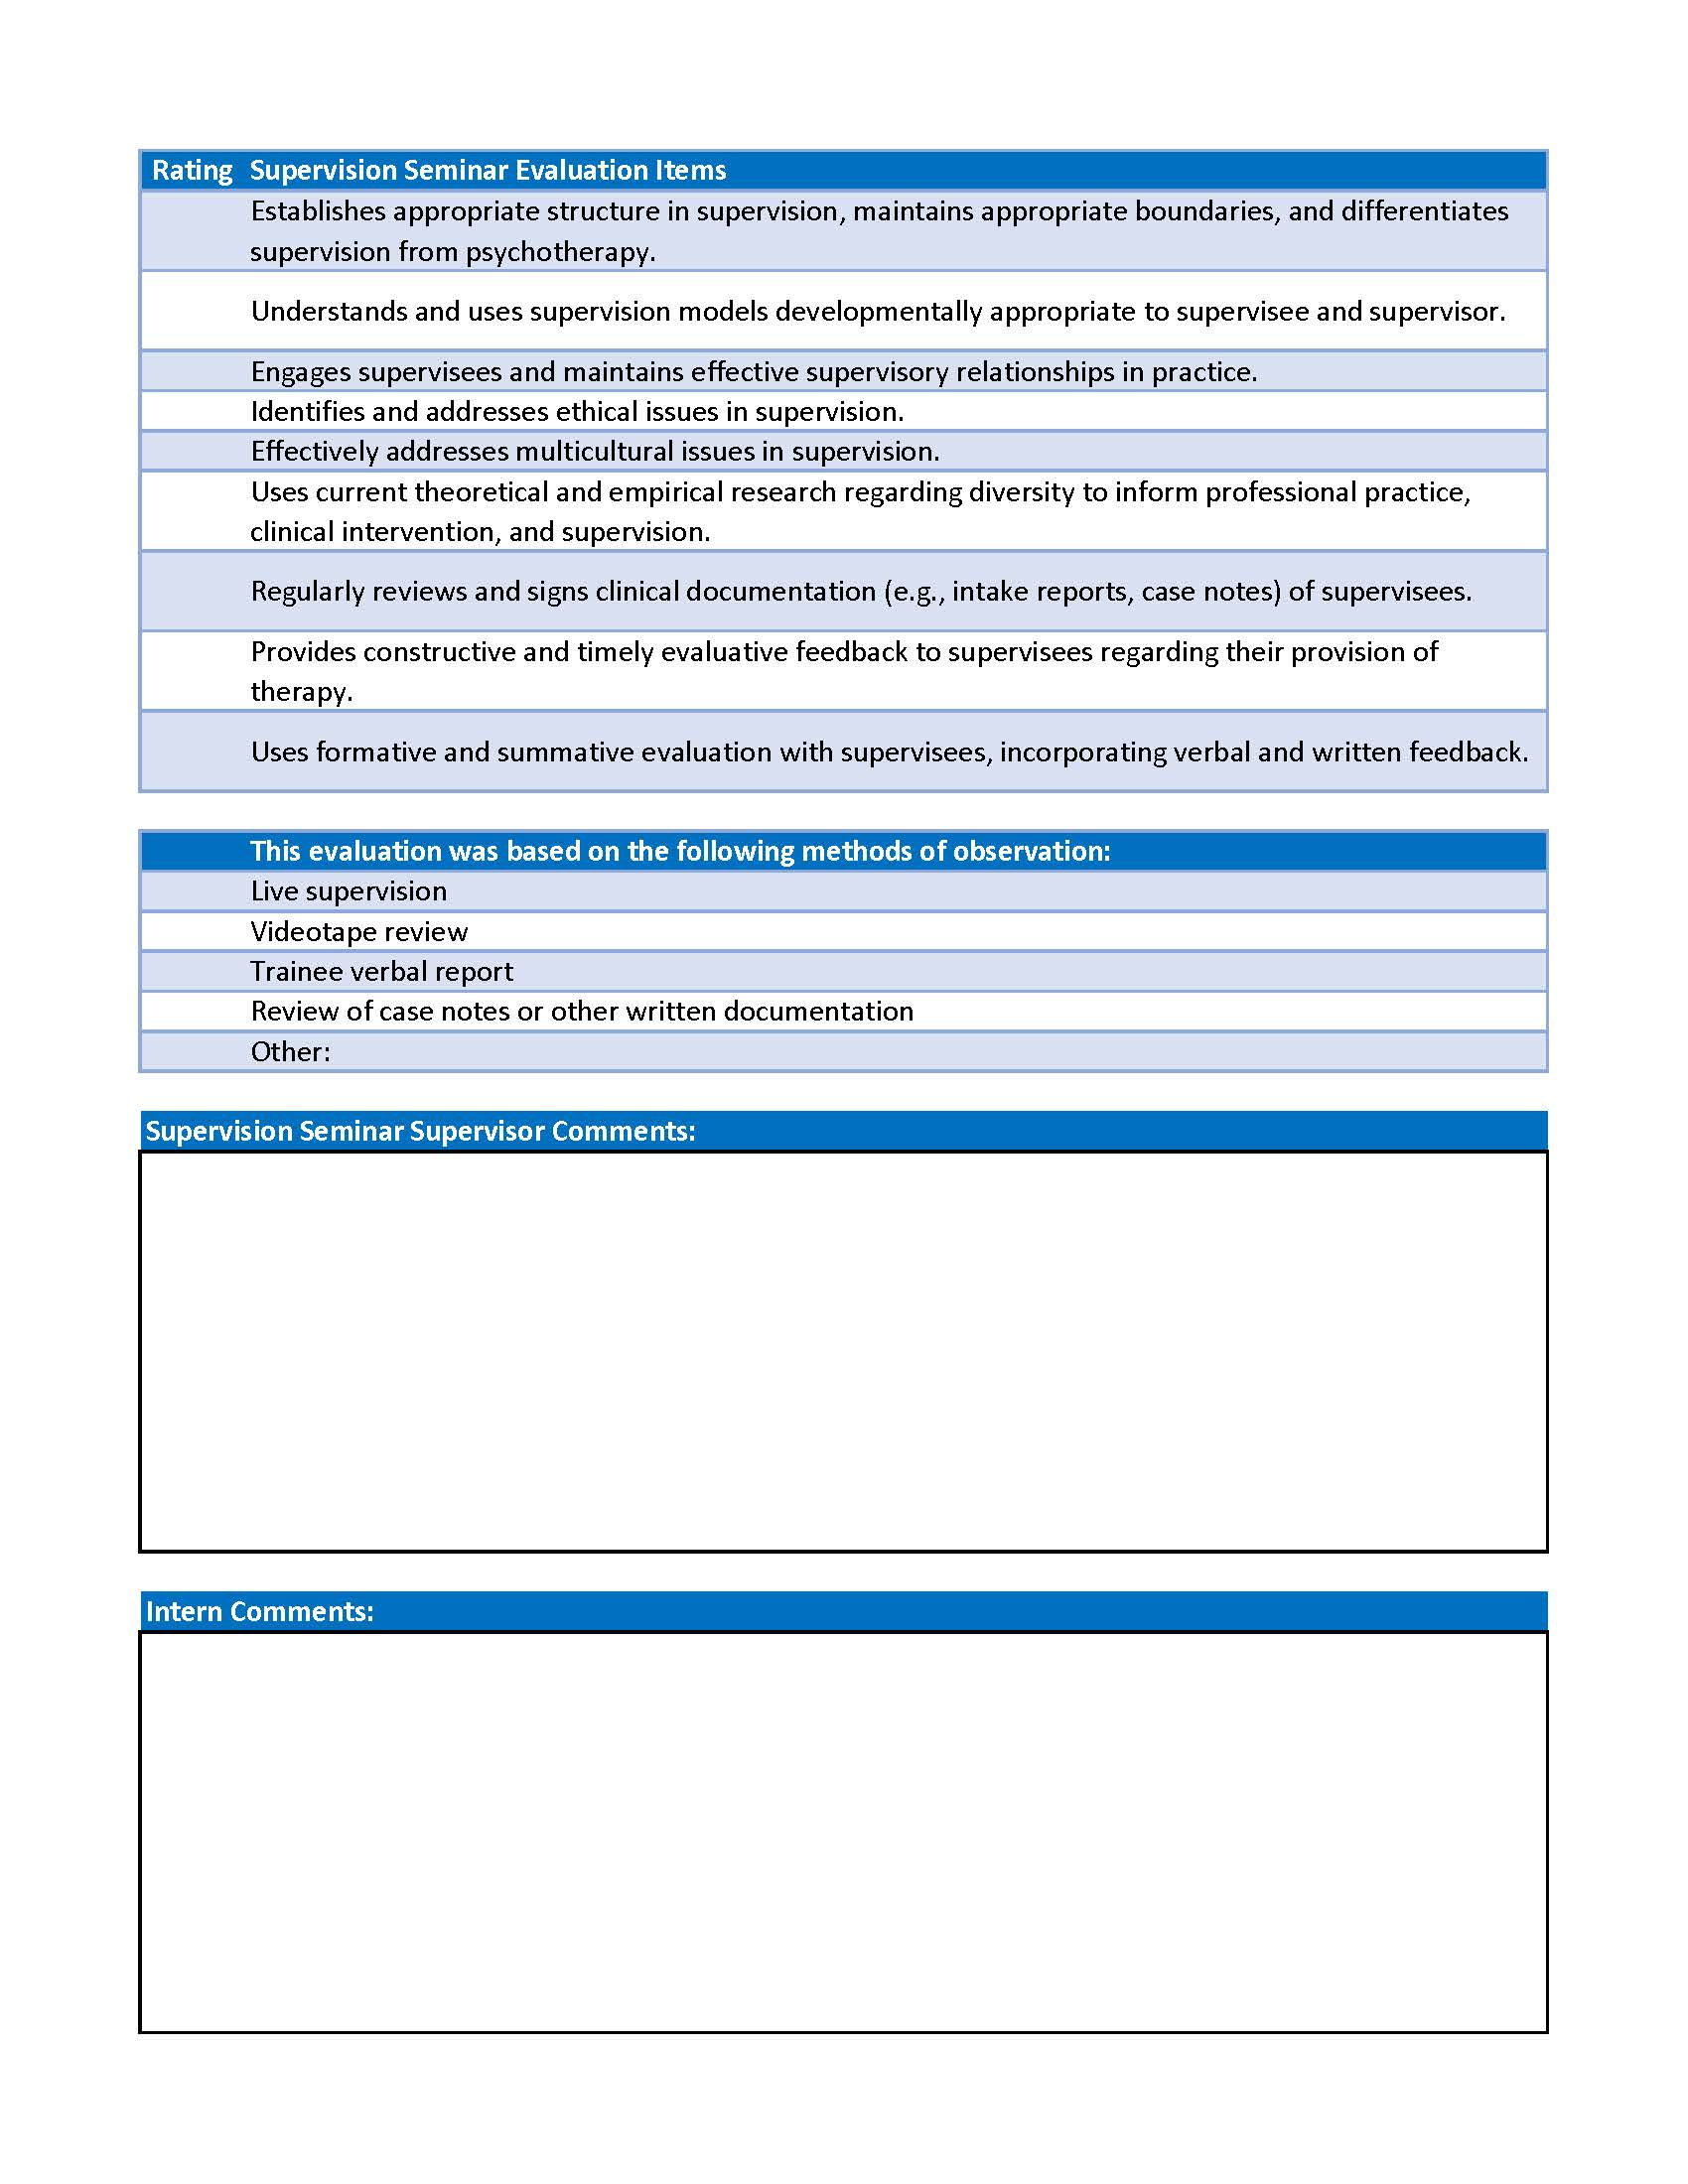 Rating Supervision Seminar Evaluation Items
Establishes appropriate structure in supervision, maintains appropriate boundaries, and differentiates
supervision from psychotherapy.
Understands and uses supervision models developmentally appropriate to supervisee and supervisor.
Engages supervisees and maintains effective supervisory relationships in practice.
Identifies and addresses ethical issues in supervision.
Effectively addresses multicultural issues in supervision.
Uses current theoretical and empirical research regarding diversity to inform professional practice,
clinical intervention, and supervision.
Regularly reviews and signs clinical documentation (e.g., intake reports, case notes) of supervisees.
Provides constructive and timely evaluative feedback to supervisees regarding their provision of
therapy.
Uses formative and summative evaluation with supervisees, incorporating verbal and written feedback.
This evaluation was based on the following methods of observation:
Live supervision
Videotape review
Trainee verbal report
Review of case notes or other written documentation
Other:
Supervision Seminar Supervisor Comments:
Intern Comments: